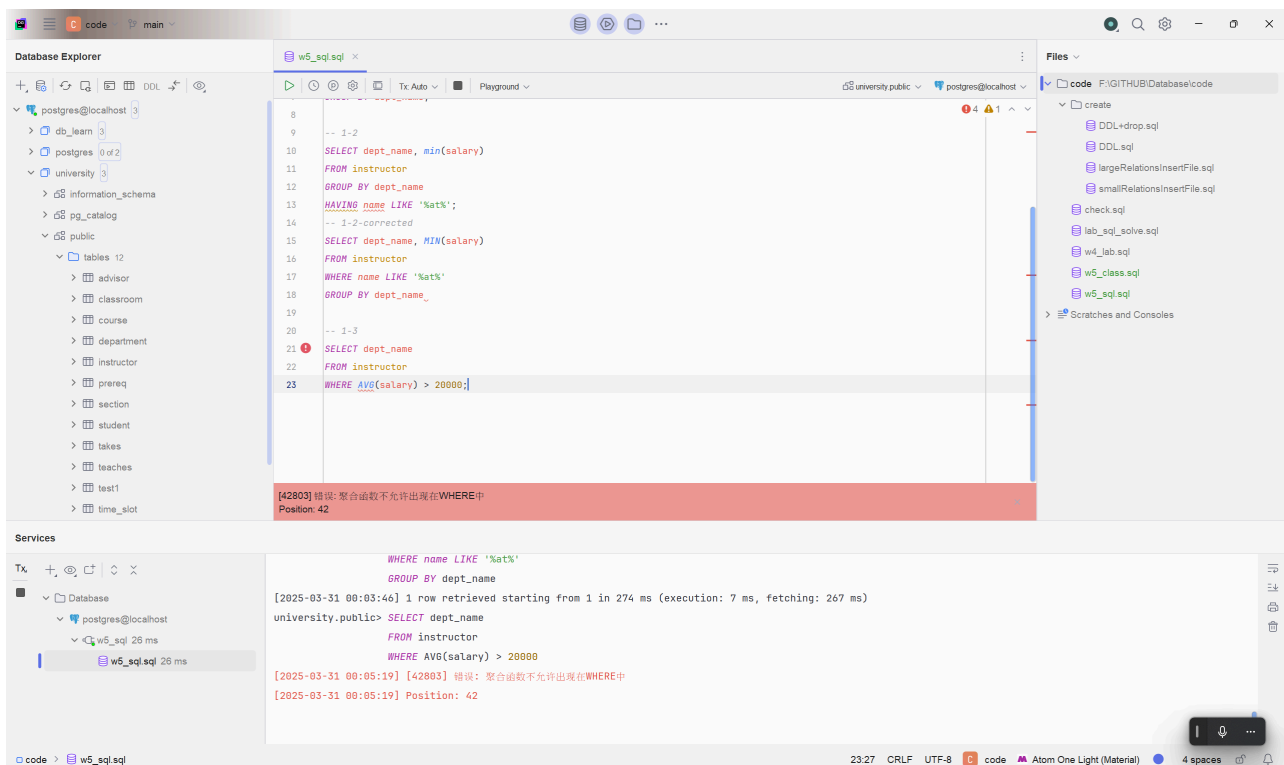 C code main
Database Explorer
w5_sql.sql
Files
DDL
Tx: Auto
Playground
university.public
postgres@localhost
postgres@localhost 3
db_learn 3
postgres 0 of 2
university 3
information_schema
pg_catalog
public
tables 12
advisor
classroom
course
department
instructor
prereq
section
student
takes
teaches
test1
time_slot
4 1
8
9 -- 1-2
10 SELECT dept_name, min(salary)
11 FROM instructor
12 GROUP BY dept_name
13 HAVING name LIKE '%at%';
14 -- 1-2-corrected
15 SELECT dept_name, MIN(salary)
16 FROM instructor
17 WHERE name LIKE '%at%'
18 GROUP BY dept_name
19
20 -- 1-3
21 SELECT dept_name
22 FROM instructor
23 WHERE AVG(salary) > 20000;
[42803] 错误: 聚合函数不允许出现在WHERE中
Position: 42
code F:\GITHUB\Database\code
create
DDL+drop.sql
DDL.sql
largeRelationsInsertFile.sql
smallRelationsInsertFile.sql
check.sql
lab_sql_solve.sql
w4_lab.sql
w5_class.sql
w5_sql.sql
Scratches and Consoles
Services
Tx
Database
postgres@localhost
w5_sql 26 ms
w5_sql.sql 26 ms
WHERE name LIKE '%at%'
GROUP BY dept_name
[2025-03-31 00:03:46] 1 row retrieved starting from 1 in 274 ms (execution: 7 ms, fetching: 267 ms)
university.public> SELECT dept_name
FROM instructor
WHERE AVG(salary) > 20000
[2025-03-31 00:05:19] [42803] 错误: 聚合函数不允许出现在WHERE中
[2025-03-31 00:05:19] Position: 42
code > w5_sql.sql
23:27 CRLF UTF-8 C code Atom One Light (Material) 4 spaces